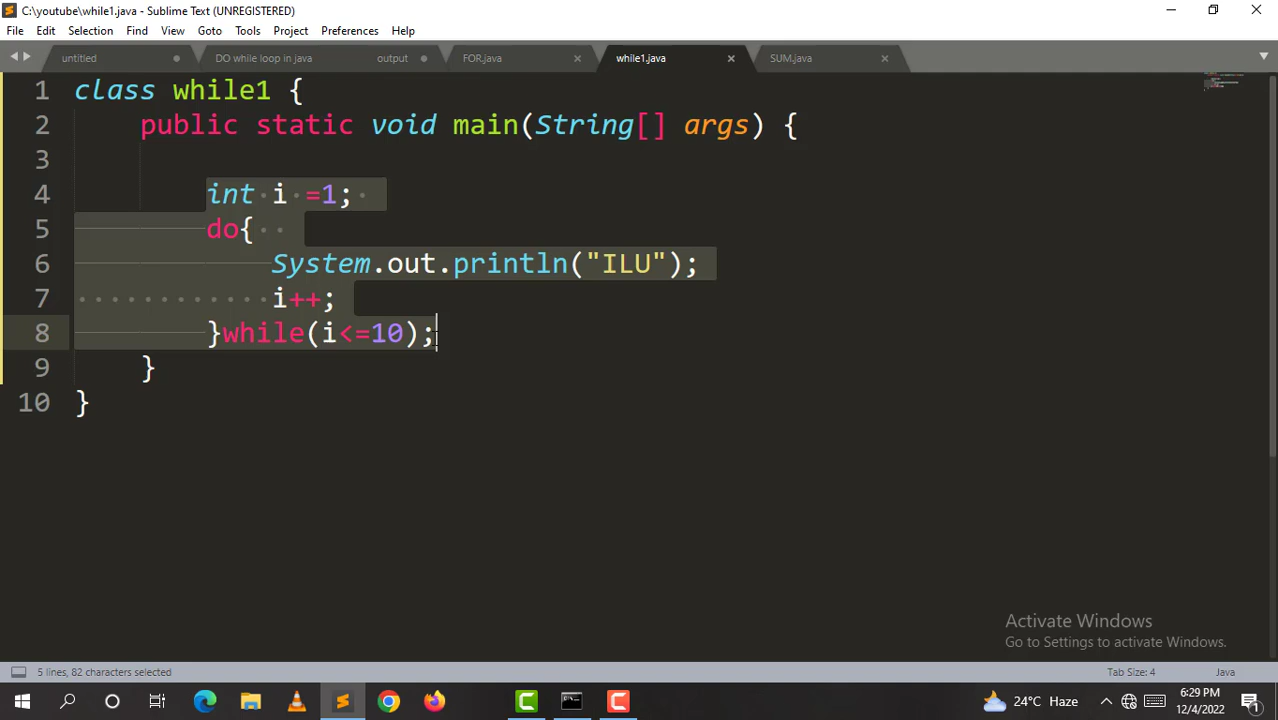 C:\youtube\while1.java - Sublime Text (UNREGISTERED)
File Edit Selection Find View Goto Tools Project Preferences Help
untitled DO while loop in java output FOR.java while1.java SUM.java
1 class while1 {
2 public static void main(String[] args) {
3
4 int i =1;
5 do{
6 System.out.println("ILU");
7 i++;
8 }while(i<=10);
9 }
10 }
Activate Windows
Go to Settings to activate Windows.
5 lines, 82 characters selected Tab Size: 4 Java
24°C Haze 6:29 PM
12/4/2022 1